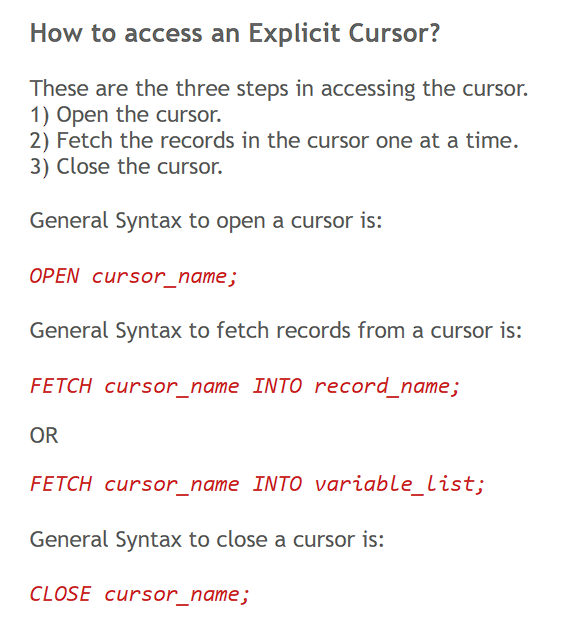 How to access an Explicit Cursor?
These are the three steps in accessing the cursor.
1) Open the cursor.
2) Fetch the records in the cursor one at a time.
3) Close the cursor.
General Syntax to open a cursor is:
OPEN cursor_name;
General Syntax to fetch records from a cursor is:
FETCH cursor_name INTO record_name;
OR
FETCH cursor_name INTO variable_list;
General Syntax to close a cursor is:
CLOSE cursor_name;